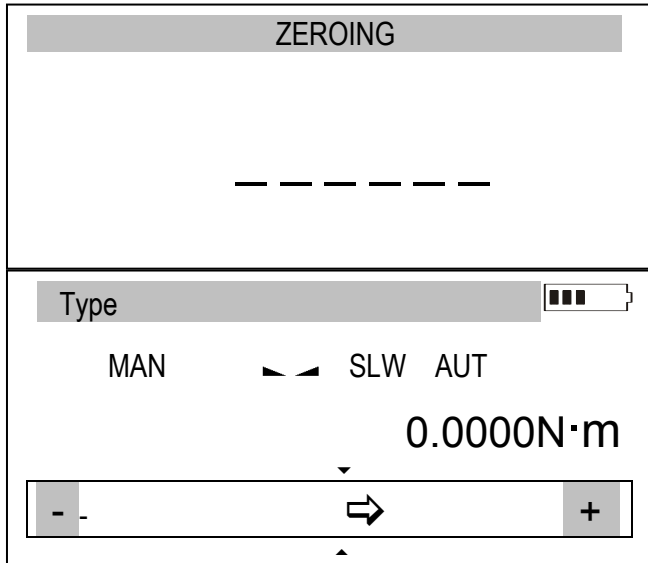 ZEROING
— — — — — —
Type
MAN SLW AUT
0.0000N·m
- - +